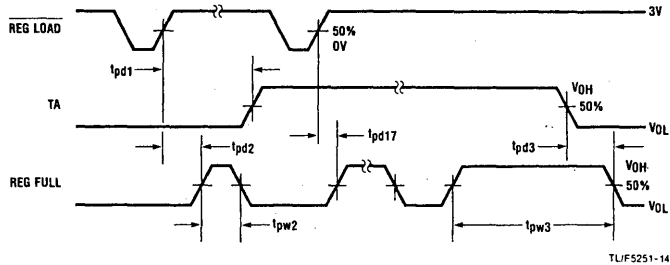 REG LOAD
3V
50%
0V
tpd1
TA
VOH
50%
VOL
tpd2
tpd17
tpd3
REG FULL
VOH
50%
VOL
tpw2
tpw3
TL/F5251-14